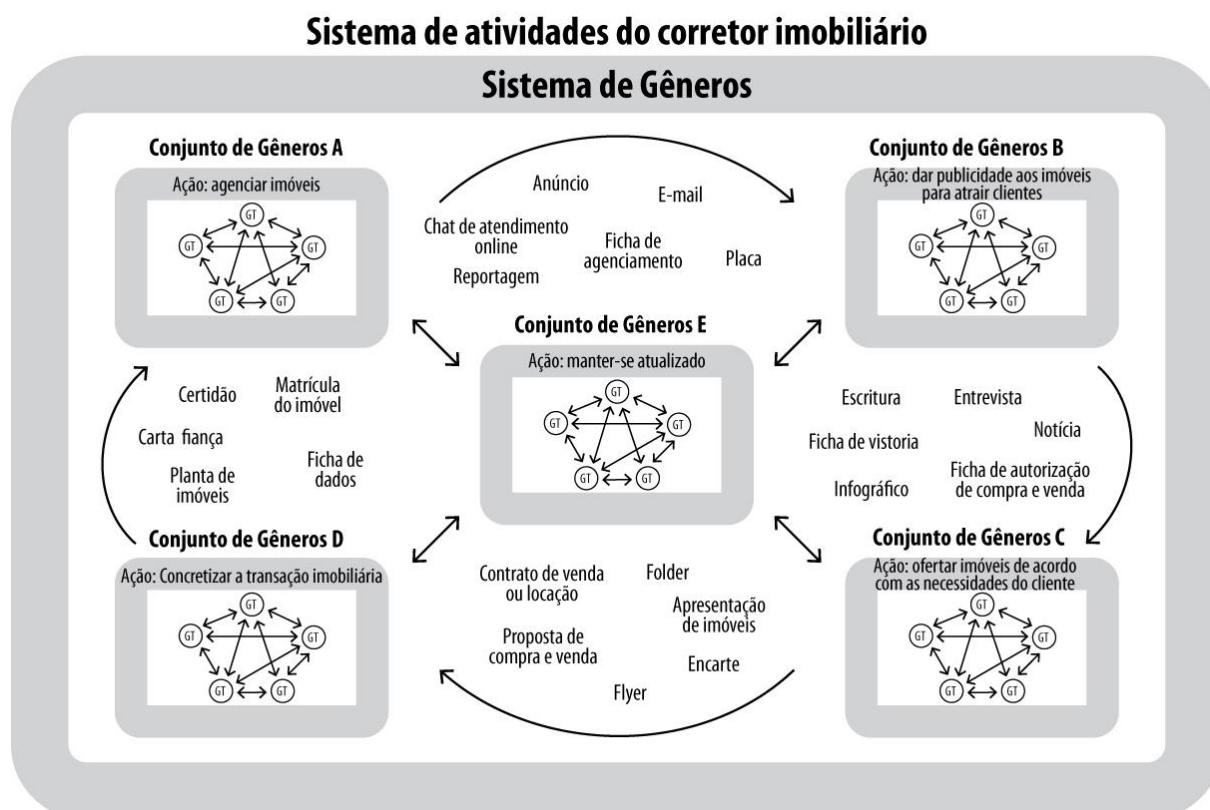 Sistema de atividades do corretor imobiliário
Sistema de Gêneros
Conjunto de Gêneros A
Ação: agenciar imóveis
GT
GT
GT
GT
GT
Anúncio
E-mail
Chat de atendimento
online
Ficha de
agenciamento
Placa
Reportagem
Conjunto de Gêneros B
Ação: dar publicidade aos imóveis
para atrair clientes
GT
GT
GT
GT
GT
Conjunto de Gêneros E
Ação: manter-se atualizado
GT
GT
GT
GT
GT
Certidão
Matrícula
do imóvel
Carta fiança
Planta de
imóveis
Ficha de
dados
Escritura
Entrevista
Ficha de vistoria
Notícia
Infográfico
Ficha de autorização
de compra e venda
Conjunto de Gêneros D
Ação: Concretizar a transação imobiliária
GT
GT
GT
GT
GT
Contrato de venda
ou locação
Folder
Apresentação
de imóveis
Proposta de
compra e venda
Encarte
Flyer
Conjunto de Gêneros C
Ação: ofertar imóveis de acordo
com as necessidades do cliente
GT
GT
GT
GT
GT